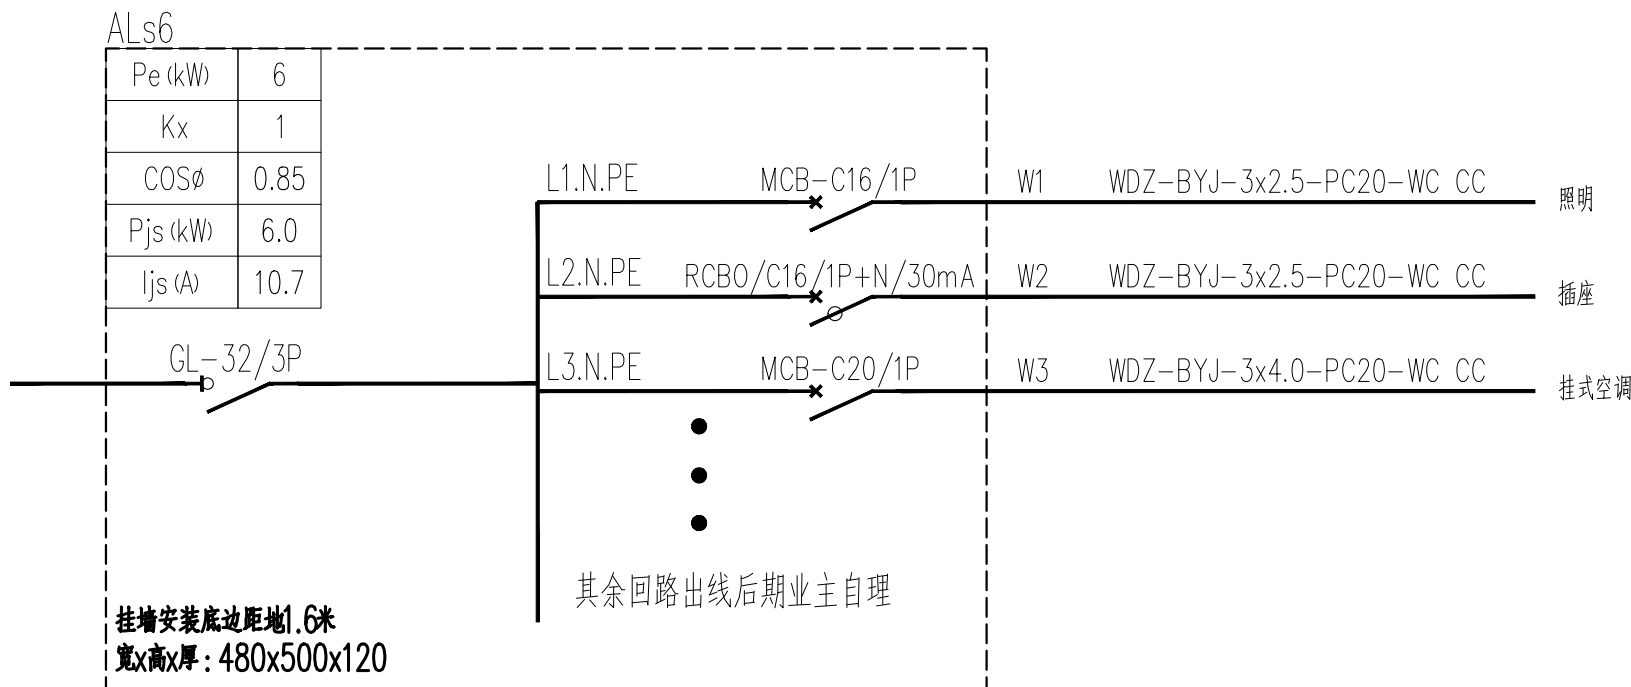 ALs6
Pe(kW) 6
Kx 1
COSø 0.85
Pjs(kW) 6.0
Ijs(A) 10.7
GL-32/3P
L1.N.PE MCB-C16/1P W1 WDZ-BYJ-3x2.5-PC20-WC CC 照明
L2.N.PE RCBO/C16/1P+N/30mA W2 WDZ-BYJ-3x2.5-PC20-WC CC 插座
L3.N.PE MCB-C20/1P W3 WDZ-BYJ-3x4.0-PC20-WC CC 挂式空调
其余回路出线后期业主自理
挂墙安装底边距地1.6米
宽x高x厚:480x500x120